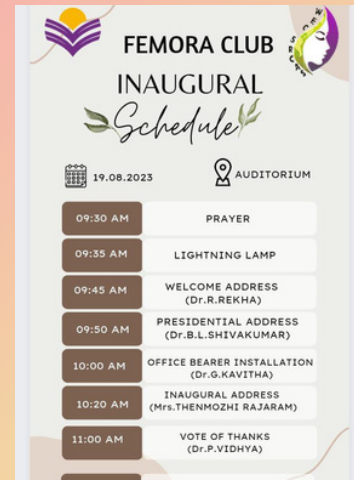 FEMORA CLUB
INAUGURAL
Schedule
19.08.2023
AUDITORIUM
09:30 AM
PRAYER
09:35 AM
LIGHTNING LAMP
09:45 AM
WELCOME ADDRESS
(Dr.R.REKHA)
09:50 AM
PRESIDENTIAL ADDRESS
(Dr.B.L.SHIVAKUMAR)
10:00 AM
OFFICE BEARER INSTALLATION
(Dr.G.KAVITHA)
10:20 AM
INAUGURAL ADDRESS
(Mrs.THENMOZHI RAJARAM)
11:00 AM
VOTE OF THANKS
(Dr.P.VIDHYA)